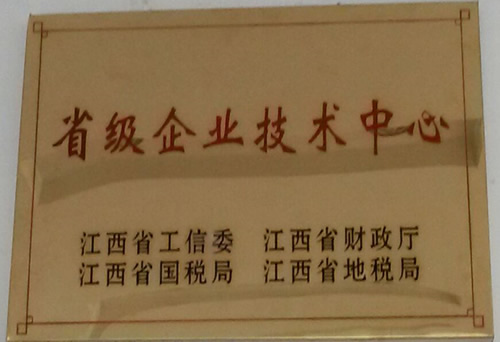 省级企业技术中心
江西省工信委 江西省财政厅
江西省国税局 江西省地税局